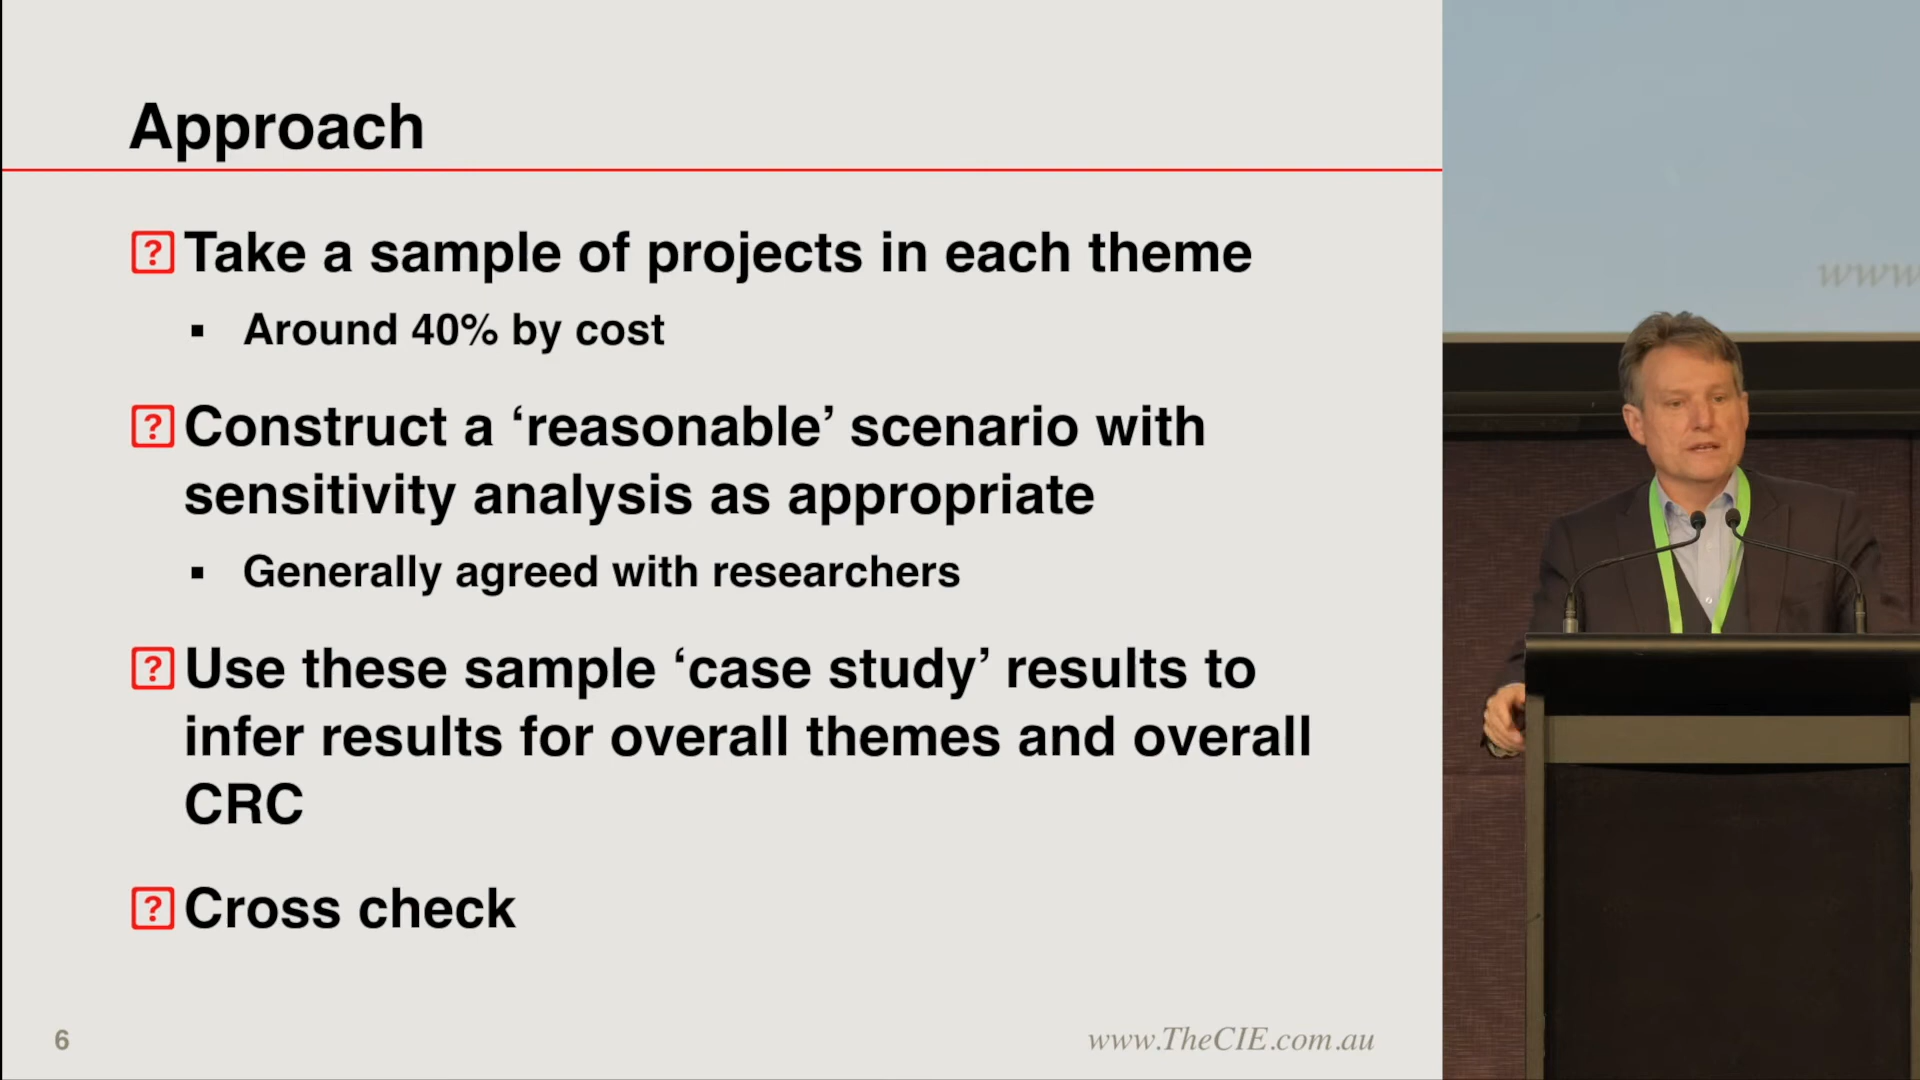 Approach
Take a sample of projects in each theme
▪ Around 40% by cost
Construct a ‘reasonable’ scenario with
sensitivity analysis as appropriate
▪ Generally agreed with researchers
Use these sample ‘case study’ results to
infer results for overall themes and overall
CRC
Cross check
6
www.TheCIE.com.au
www